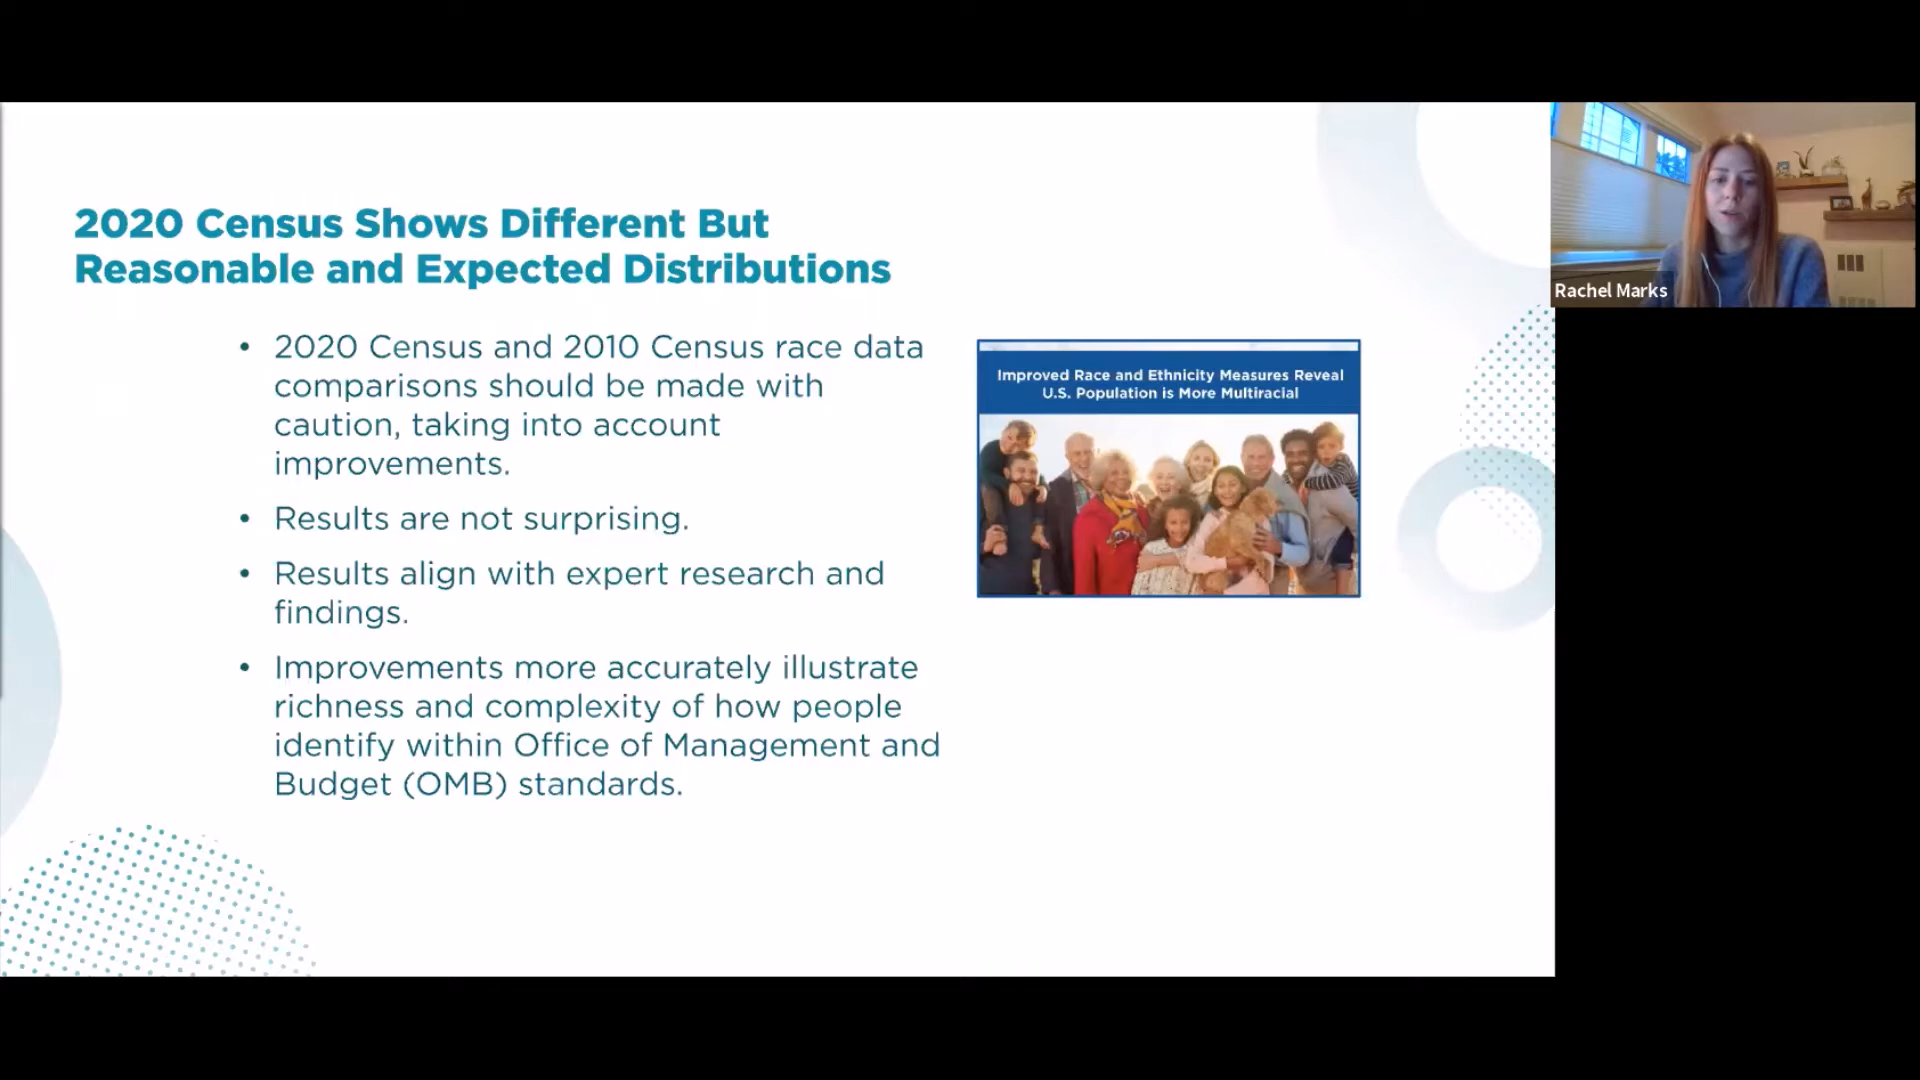 2020 Census Shows Different But
Reasonable and Expected Distributions
• 2020 Census and 2010 Census race data
comparisons should be made with
caution, taking into account
improvements.
• Results are not surprising.
• Results align with expert research and
findings.
• Improvements more accurately illustrate
richness and complexity of how people
identify within Office of Management and
Budget (OMB) standards.
Improved Race and Ethnicity Measures Reveal
U.S. Population is More Multiracial
Rachel Marks